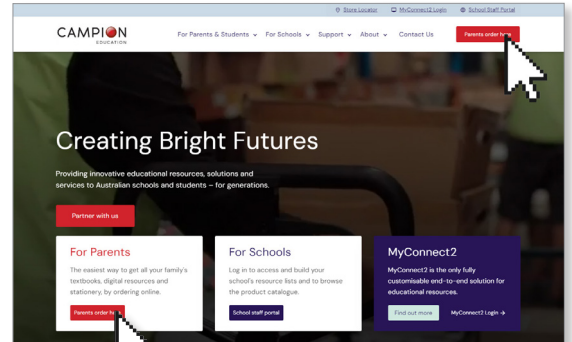 Store Locator MyConnect2 Login School Staff Portal
CAMPION
EDUCATION
For Parents & Students For Schools Support About Contact Us
Parents order
Creating Bright Futures
Providing innovative educational resources, solutions and
services to Australian schools and students – for generations.
Partner with us
For Parents
The easiest way to get all your family's
textbooks, digital resources and
stationery, by ordering online.
Parents order
For Schools
Log in to access and build your
school's resource lists and to browse
the product catalogue.
School staff portal
MyConnect2
MyConnect2 is the only fully
customisable end-to-end solution for
educational resources.
Find out more MyConnect2 Login →